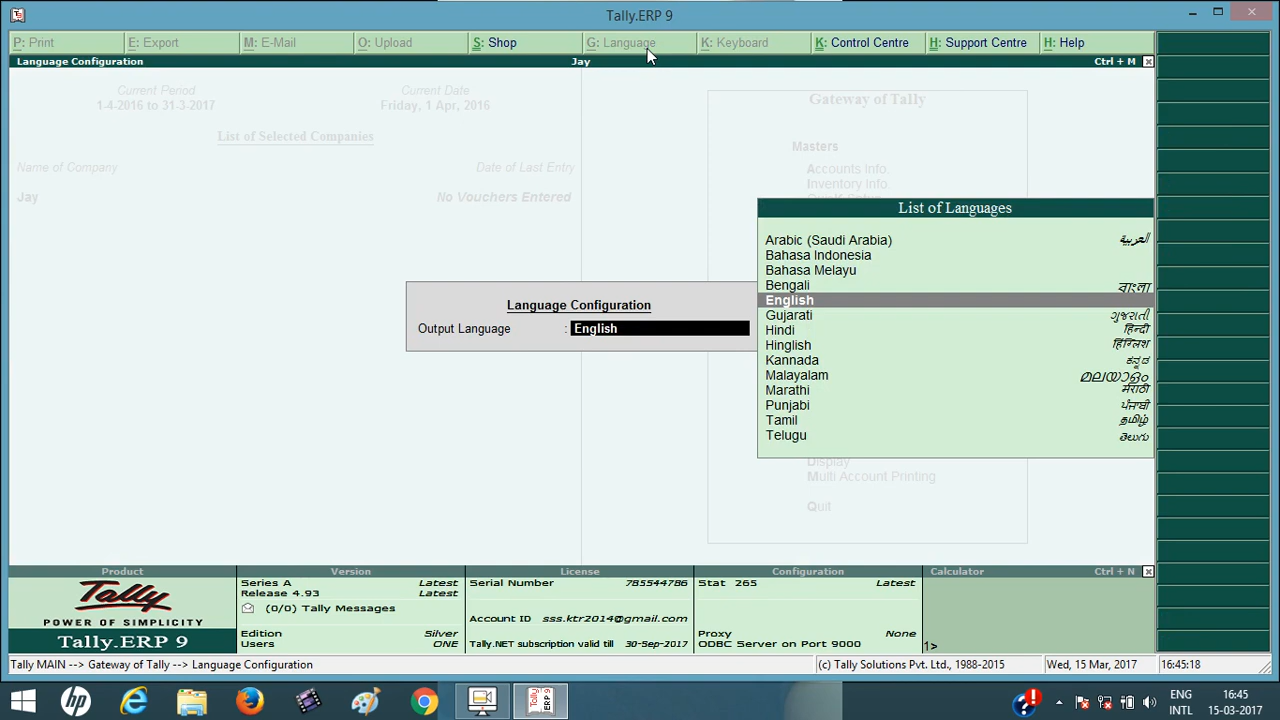 Tally.ERP 9
P: Print
E: Export
M: E-Mail
O: Upload
S: Shop
G: Language
K: Keyboard
K: Control Centre
H: Support Centre
H: Help
Language Configuration
Jay
Ctrl + M
Current Period
1-4-2016 to 31-3-2017
Current Date
Friday, 1 Apr, 2016
List of Selected Companies
Name of Company
Date of Last Entry
Jay
No Vouchers Entered
Gateway of Tally
Masters
Accounts Info.
Inventory Info.
List of Languages
Arabic (Saudi Arabia) العربية
Bahasa Indonesia
Bahasa Melayu
Bengali বাংলা
English
Gujarati ગુજરાતી
Hindi हिन्दी
Hinglish हिंग्लिश
Kannada ಕನ್ನಡ
Malayalam മലയാളം
Marathi मराठी
Punjabi ਪੰਜਾਬੀ
Tamil தமிழ்
Telugu తెలుగు
Language Configuration
Output Language : English
Display
Multi Account Printing
Quit
Product
Tally
POWER OF SIMPLICITY
Tally.ERP 9
Version
Series A Latest
Release 4.93 Latest
(0/0) Tally Messages
Edition Silver
Users ONE
License
Serial Number 785544786
Account ID sss.ktr2014@gmail.com
Tally.NET subscription valid till 30-Sep-2017
Configuration
Stat 265 Latest
Proxy None
ODBC Server on Port 9000
Calculator
Ctrl + N
1>
Tally MAIN --> Gateway of Tally --> Language Configuration
(c) Tally Solutions Pvt. Ltd., 1988-2015
Wed, 15 Mar, 2017
16:45:18
hp
Tally
ERP 9
ENG
INTL
16:45
15-03-2017